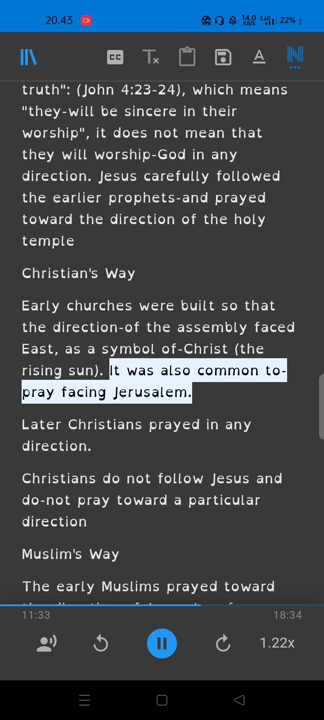 20.43
14.0 KB/S 22%
CC
A
truth": (John 4:23-24), which means
"they-will be sincere in their
worship", it does not mean that
they will worship-God in any
direction. Jesus carefully followed
the earlier prophets-and prayed
toward the direction of the holy
temple
Christian's Way
Early churches were built so that
the direction-of the assembly faced
East, as a symbol of-Christ (the
rising sun). It was also common to-
pray facing Jerusalem.
Later Christians prayed in any
direction.
Christians do not follow Jesus and
do-not pray toward a particular
direction
Muslim's Way
The early Muslims prayed toward
11:33 18:34
1.22x